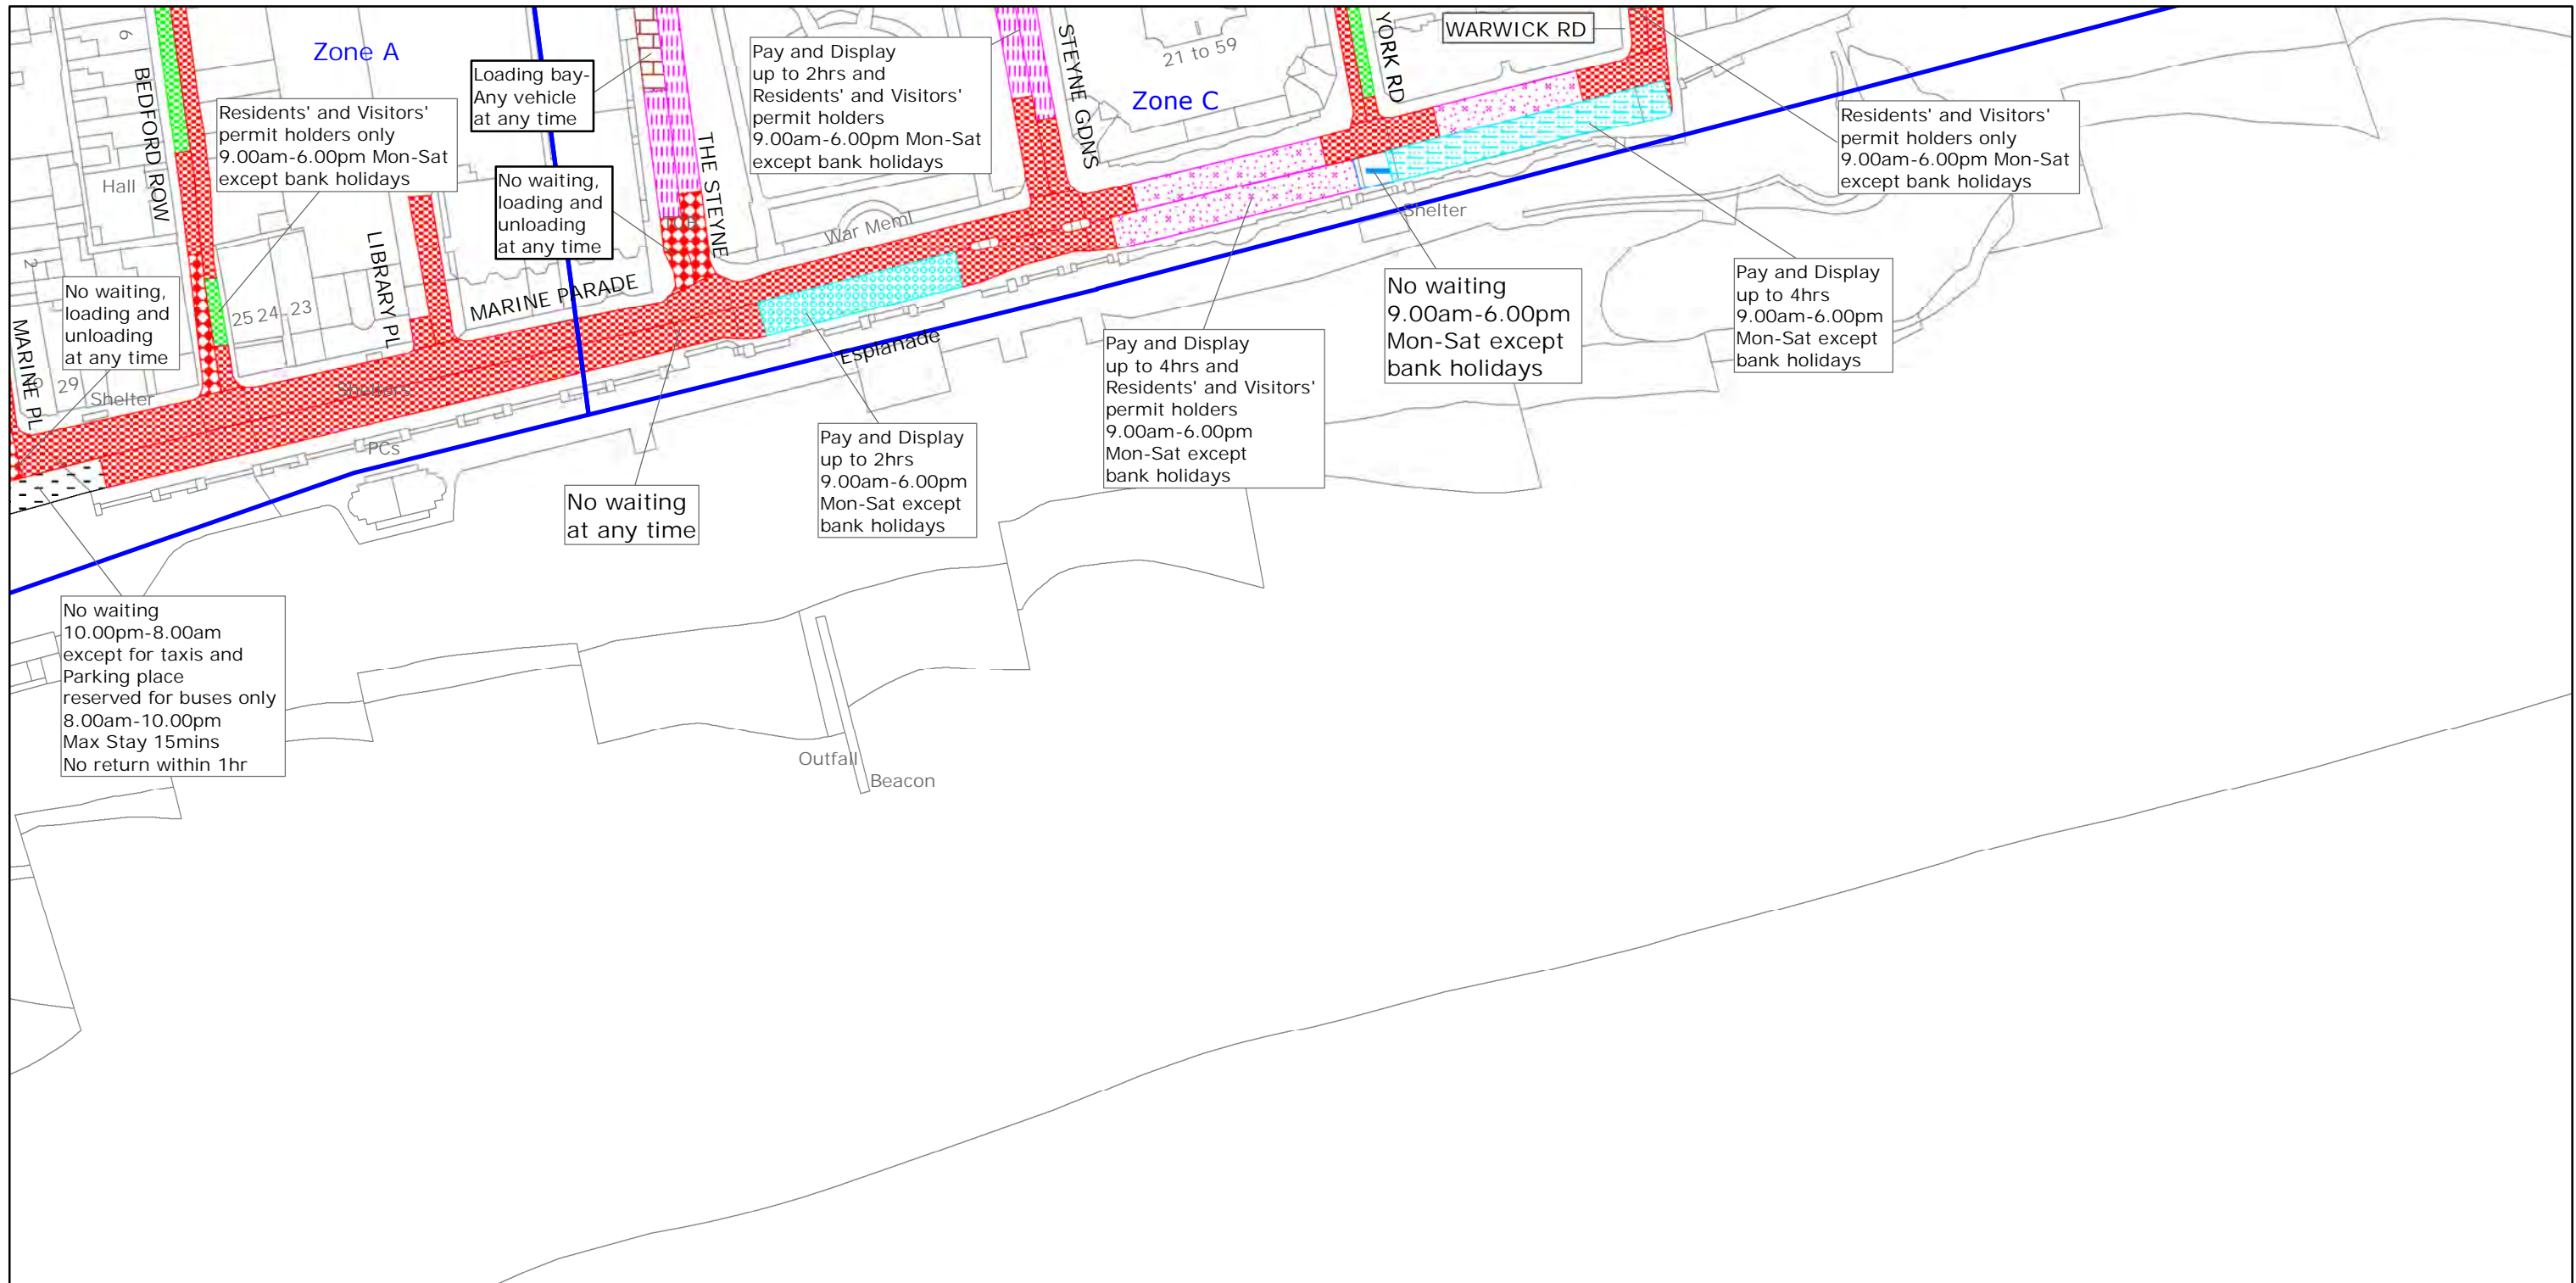 6
BEDFORD ROW
Zone A
Residents' and Visitors'
permit holders only
9.00am-6.00pm Mon-Sat
except bank holidays
Hall
Loading bay-
Any vehicle
at any time
No waiting,
loading and
unloading
at any time
THE STEYNE
Pay and Display
up to 2hrs and
Residents' and Visitors'
permit holders
9.00am-6.00pm Mon-Sat
except bank holidays
STEYNE GDNS
21 to 59
Zone C
YORK RD
WARWICK RD
Residents' and Visitors'
permit holders only
9.00am-6.00pm Mon-Sat
except bank holidays
War Meml
Shelter
2
No waiting,
loading and
unloading
at any time
MARINE PL
29
Shelter
25 24 23
LIBRARY PL
MARINE PARADE
Shelters
PCs
Esplanade
No waiting
at any time
Pay and Display
up to 2hrs
9.00am-6.00pm
Mon-Sat except
bank holidays
Pay and Display
up to 4hrs and
Residents' and Visitors'
permit holders
9.00am-6.00pm
Mon-Sat except
bank holidays
No waiting
9.00am-6.00pm
Mon-Sat except
bank holidays
Pay and Display
up to 4hrs
9.00am-6.00pm
Mon-Sat except
bank holidays
No waiting
10.00pm-8.00am
except for taxis and
Parking place
reserved for buses only
8.00am-10.00pm
Max Stay 15mins
No return within 1hr
Outfall
Beacon